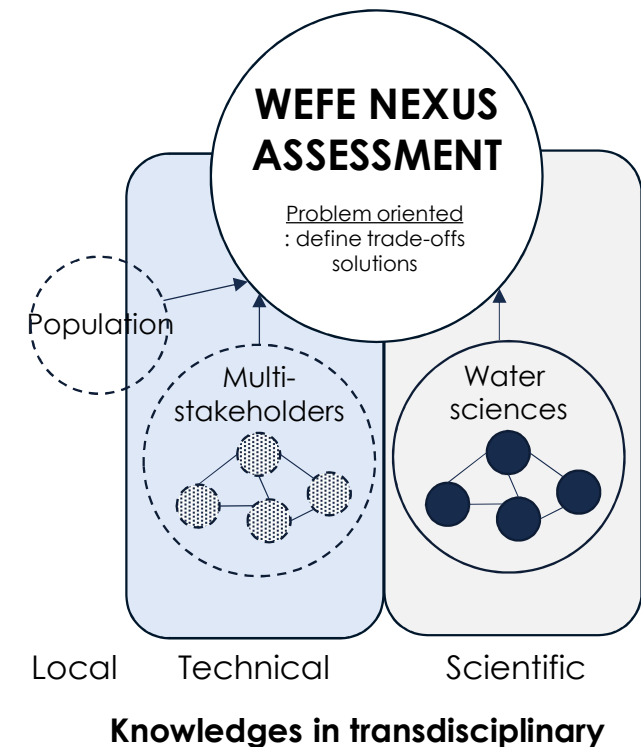 WEFE NEXUS
ASSESSMENT
Problem oriented
: define trade-offs
solutions
Population
Multi-
stakeholders
Water
sciences
Local
Technical
Scientific
Knowledges in transdisciplinary